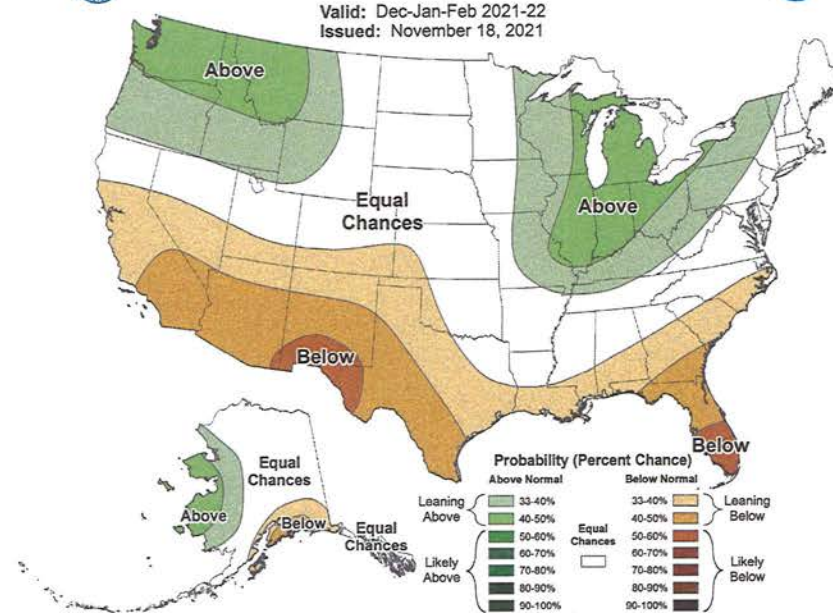 Valid: Dec-Jan-Feb 2021-22
Issued: November 18, 2021
Above
Equal
Chances
Above
Below
Below
Equal
Chances
Above
Below
Equal
Chances
Probability (Percent Chance)
Above Normal
Below Normal
Leaning
Above
33-40%
40-50%
Likely
Above
50-60%
60-70%
70-80%
80-90%
90-100%
Equal
Chances
33-40%
40-50%
Leaning
Below
50-60%
60-70%
70-80%
80-90%
90-100%
Likely
Below